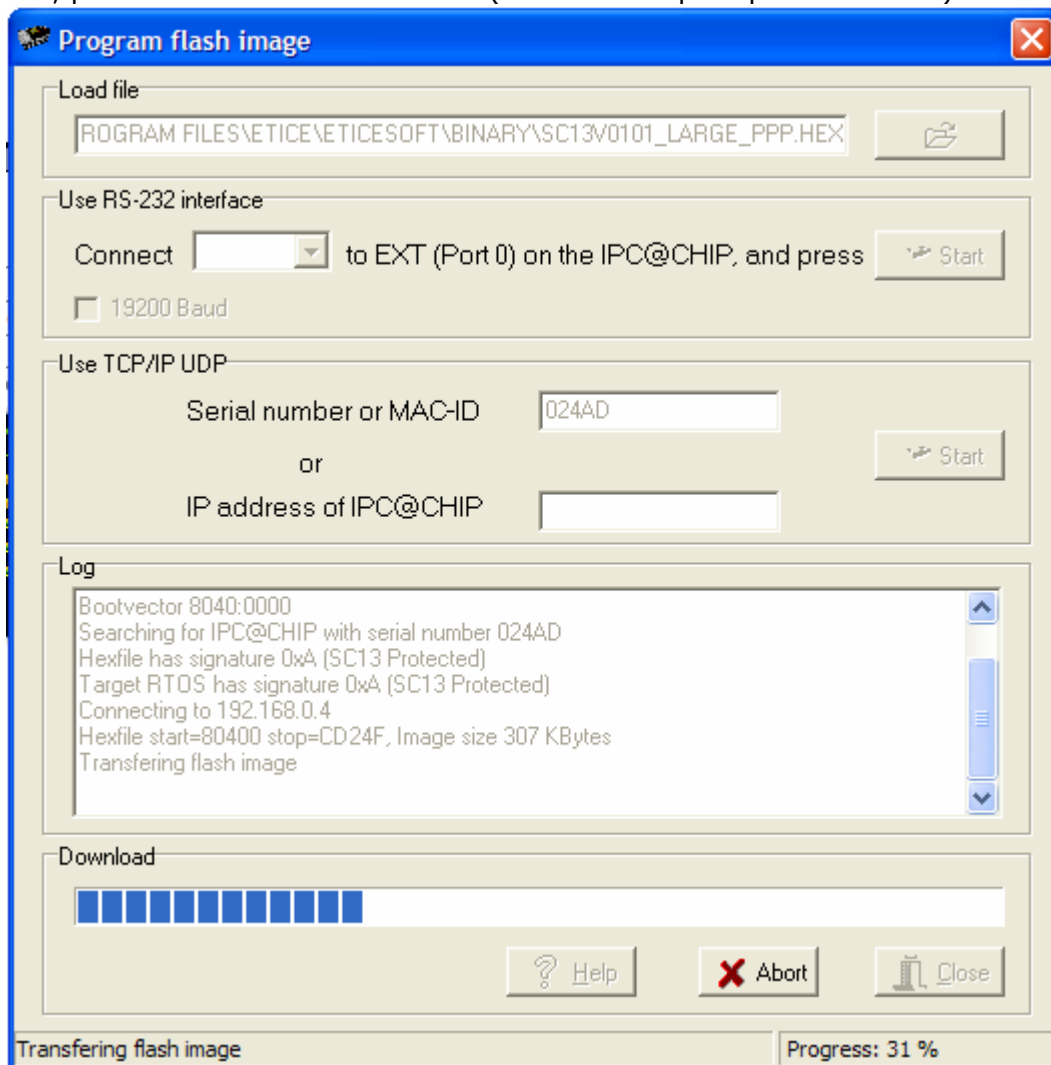 Program flash image
Load file
ROGRAM FILES\ETICE\ETICESOFT\BINARY\SC13V0101_LARGE_PPP.HEX
Use RS-232 interface
Connect to EXT (Port 0) on the IPC@CHIP, and press Start
19200 Baud
Use TCP/IP UDP
Serial number or MAC-ID 024AD
or
Start
IP address of IPC@CHIP
Log
Bootvector 8040:0000
Searching for IPC@CHIP with serial number 024AD
Hexfile has signature 0xA (SC13 Protected)
Target RTOS has signature 0xA (SC13 Protected)
Connecting to 192.168.0.4
Hexfile start=80400 stop=CD24F, Image size 307 KBytes
Transfering flash image
Download
Help Abort Close
Transfering flash image Progress: 31 %